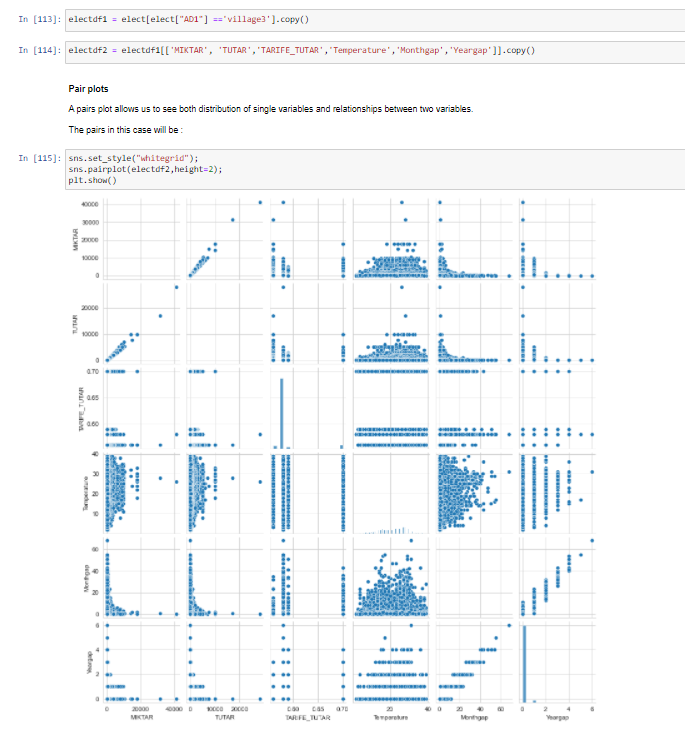 In [113]: electdf1 = elect[elect["AD1"] =='village3'].copy()
In [114]: electdf2 = electdf1[['MIKTAR', 'TUTAR','TARIFE_TUTAR','Temperature','Monthgap','Yeargap']].copy()
Pair plots
A pairs plot allows us to see both distribution of single variables and relationships between two variables.
The pairs in this case will be :
In [115]: sns.set_style("whitegrid");
sns.pairplot(electdf2,height=2);
plt.show()
40000
30000
20000
10000
0
MIKTAR
20000
10000
0
TUTAR
0.70
0.65
0.60
TARIFE_TUTAR
40
30
20
10
Temperature
60
40
20
0
Monthgap
6
4
2
0
Yeargap
0 20000 40000 0 10000 20000 0.60 0.65 0.70 20 40 0 20 40 60 0 2 4 6
MIKTAR TUTAR TARIFE_TUTAR Temperature Monthgap Yeargap